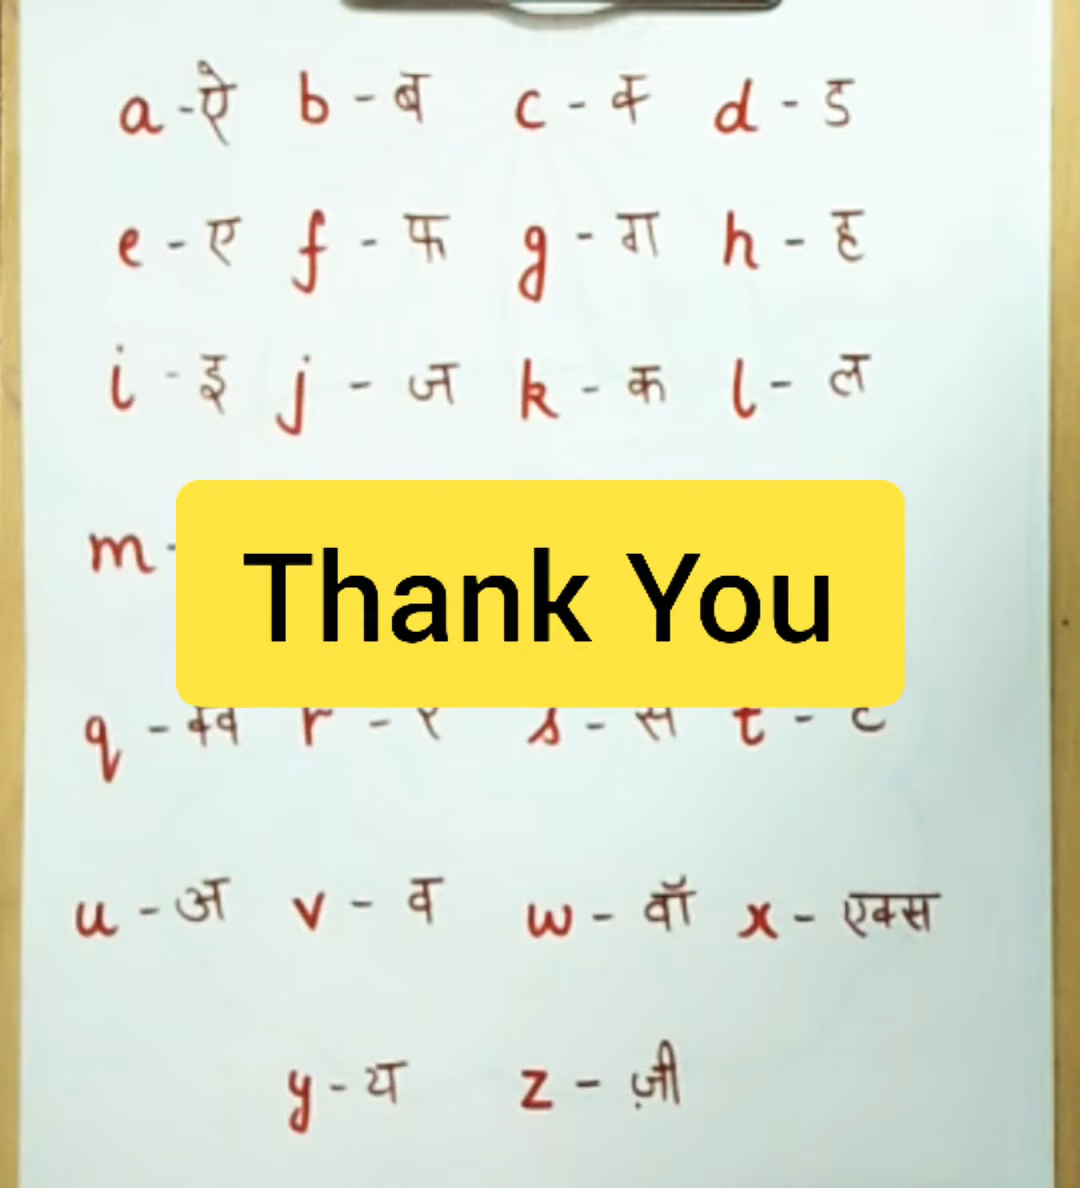 a - ऐ b - ब c - क d - ड
e - ए f - फ g - ग h - ह
i - इ j - ज k - क l - ल
m -
Thank You
q - क्व r - र s - स t - ट
u - अ v - व w - वॉ x - एक्स
y - य z - ज़ी